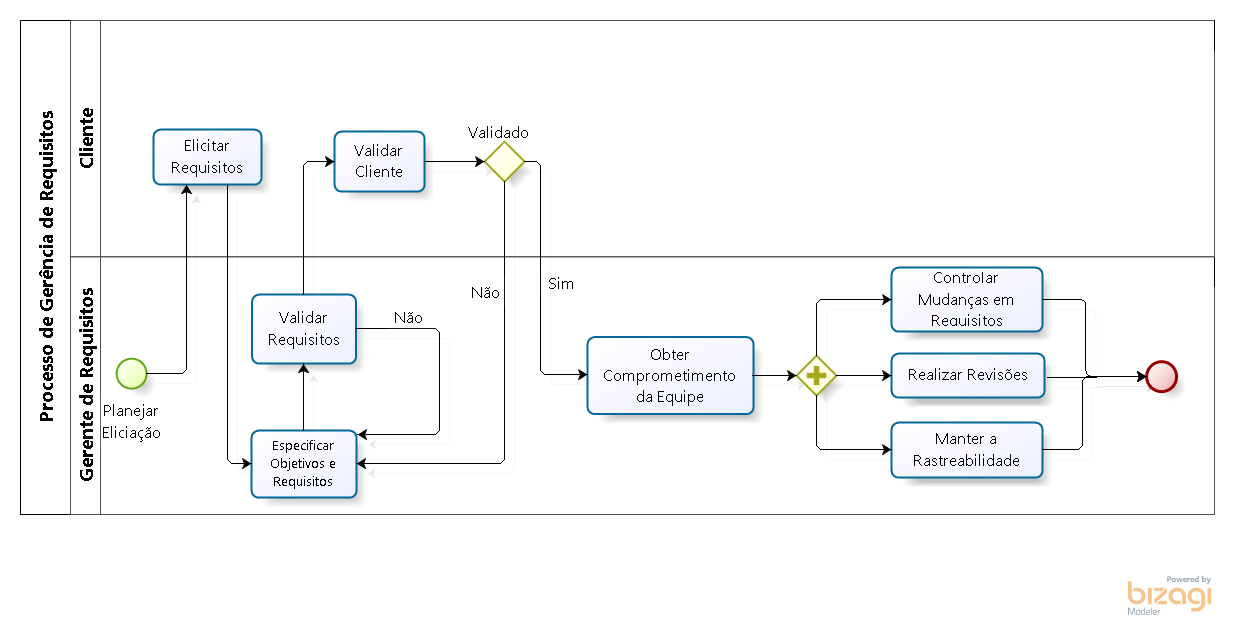 Processo de Gerência de Requisitos
Cliente
Gerente de Requisitos
Elicitar
Requisitos
Validar
Cliente
Validado
Não
Sim
Validar
Requisitos
Não
Planejar
Eliciação
Especificar
Objetivos e
Requisitos
Obter
Comprometimento
da Equipe
Controlar
Mudanças em
Requisitos
Realizar Revisões
Manter a
Rastreabilidade
Powered by
bizagi
Modeler